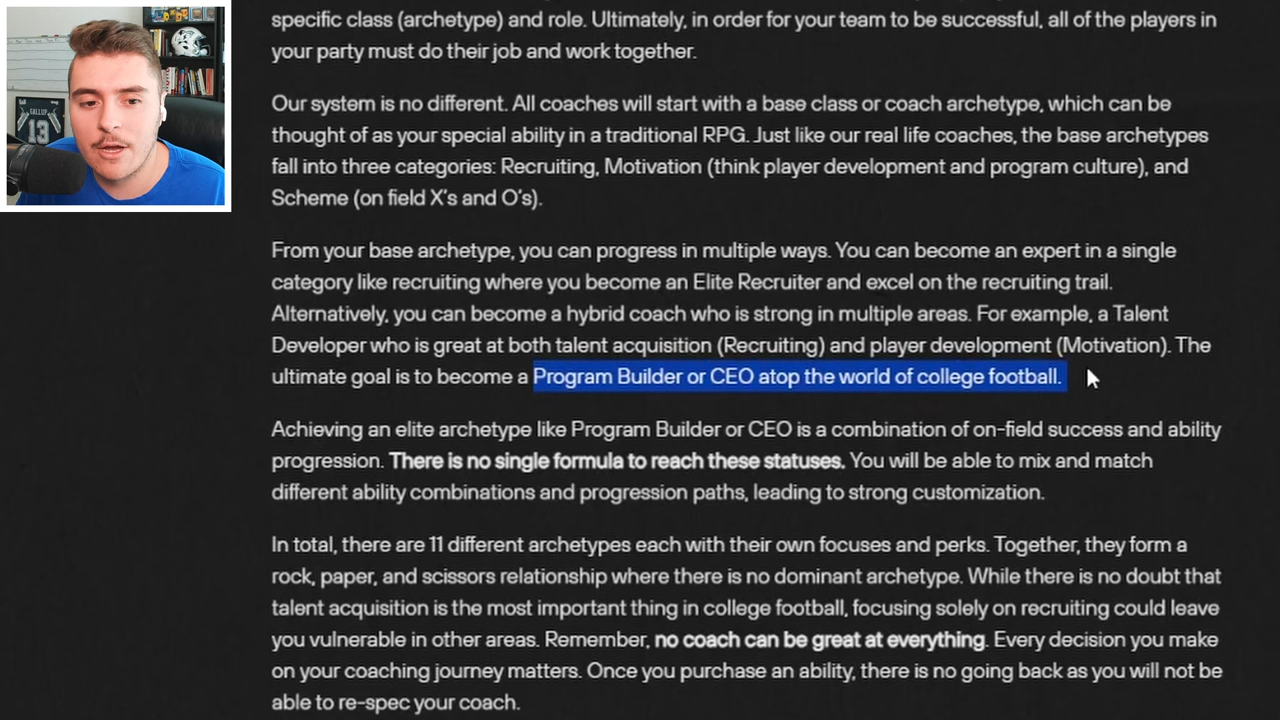 specific class (archetype) and role. Ultimately, in order for your team to be successful, all of the players in
your party must do their job and work together.
Our system is no different. All coaches will start with a base class or coach archetype, which can be
thought of as your special ability in a traditional RPG. Just like our real life coaches, the base archetypes
fall into three categories: Recruiting, Motivation (think player development and program culture), and
Scheme (on field X's and O's).
From your base archetype, you can progress in multiple ways. You can become an expert in a single
category like recruiting where you become an Elite Recruiter and excel on the recruiting trail.
Alternatively, you can become a hybrid coach who is strong in multiple areas. For example, a Talent
Developer who is great at both talent acquisition (Recruiting) and player development (Motivation). The
ultimate goal is to become a Program Builder or CEO atop the world of college football.
Achieving an elite archetype like Program Builder or CEO is a combination of on-field success and ability
progression. There is no single formula to reach these statuses. You will be able to mix and match
different ability combinations and progression paths, leading to strong customization.
In total, there are 11 different archetypes each with their own focuses and perks. Together, they form a
rock, paper, and scissors relationship where there is no dominant archetype. While there is no doubt that
talent acquisition is the most important thing in college football, focusing solely on recruiting could leave
you vulnerable in other areas. Remember, no coach can be great at everything. Every decision you make
on your coaching journey matters. Once you purchase an ability, there is no going back as you will not be
able to re-spec your coach.
GALLUP
13